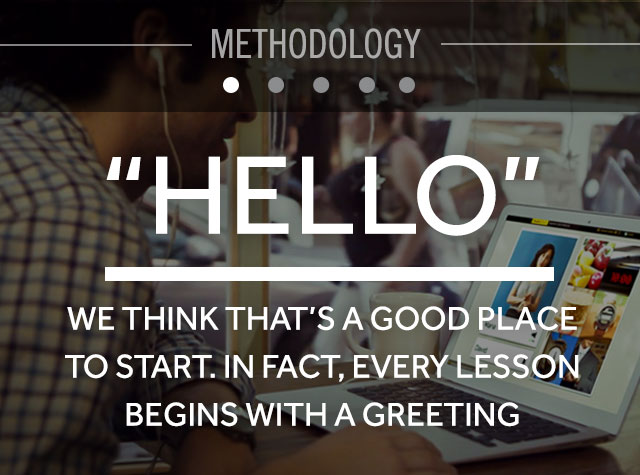 METHODOLOGY
“HELLO”
WE THINK THAT’S A GOOD PLACE
TO START. IN FACT, EVERY LESSON
BEGINS WITH A GREETING